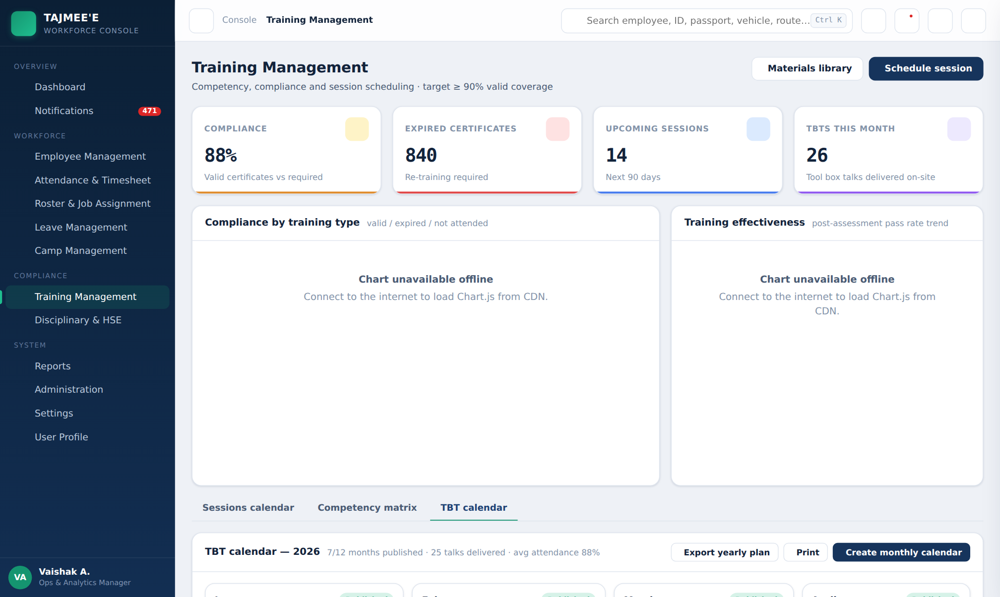 TAJMEE'E
WORKFORCE CONSOLE
OVERVIEW
Dashboard
Notifications 471
WORKFORCE
Employee Management
Attendance & Timesheet
Roster & Job Assignment
Leave Management
Camp Management
COMPLIANCE
Training Management
Disciplinary & HSE
SYSTEM
Reports
Administration
Settings
User Profile
VA
Vaishak A.
Ops & Analytics Manager
Console Training Management
Search employee, ID, passport, vehicle, route... Ctrl K
Training Management
Competency, compliance and session scheduling · target ≥ 90% valid coverage
Materials library
Schedule session
COMPLIANCE
88%
Valid certificates vs required
EXPIRED CERTIFICATES
840
Re-training required
UPCOMING SESSIONS
14
Next 90 days
TBTS THIS MONTH
26
Tool box talks delivered on-site
Compliance by training type valid / expired / not attended
Chart unavailable offline
Connect to the internet to load Chart.js from CDN.
Training effectiveness post-assessment pass rate trend
Chart unavailable offline
Connect to the internet to load Chart.js from
CDN.
Sessions calendar Competency matrix TBT calendar
TBT calendar — 2026 7/12 months published · 25 talks delivered · avg attendance 88%
Export yearly plan Print Create monthly calendar